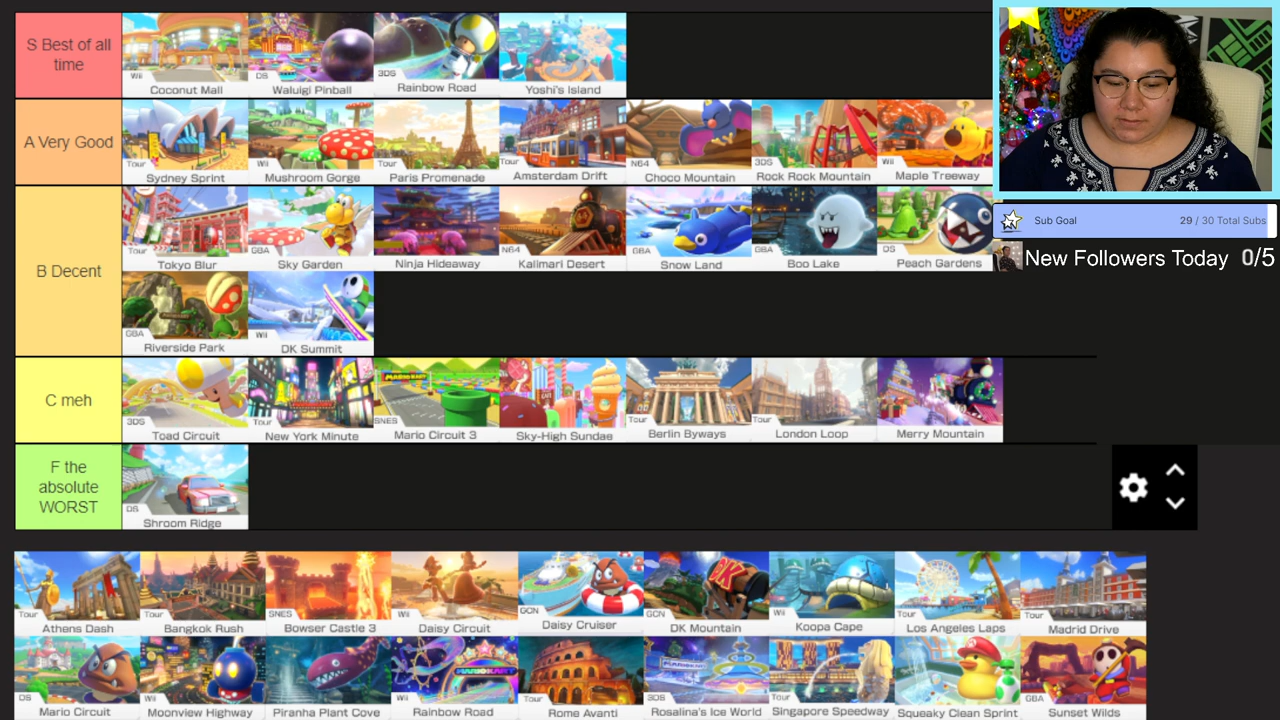 S Best of all
time
Wii
Coconut Mall
DS
Waluigi Pinball
3DS
Rainbow Road
Yoshi's Island
A Very Good
Tour
Sydney Sprint
Wii
Mushroom Gorge
Tour
Paris Promenade
Tour
Amsterdam Drift
N64
Choco Mountain
3DS
Rock Rock Mountain
Wii
Maple Treeway
Sub Goal
29 / 30 Total Subs
New Followers Today 0/5
B Decent
Tour
Tokyo Blur
GBA
Sky Garden
Ninja Hideaway
N64
Kalimari Desert
GBA
Snow Land
GBA
Boo Lake
DS
Peach Gardens
GBA
Riverside Park
Wii
DK Summit
C meh
3DS
Toad Circuit
Tour
New York Minute
MARIO KART
SNES
Mario Circuit 3
Sky-High Sundae
Tour
Berlin Byways
Tour
London Loop
Merry Mountain
F the
absolute
WORST
DS
Shroom Ridge
Tour
Athens Dash
Tour
Bangkok Rush
SNES
Bowser Castle 3
Wii
Daisy Circuit
GCN
Daisy Cruiser
DK
GCN
DK Mountain
Wii
Koopa Cape
Tour
Los Angeles Laps
Tour
Madrid Drive
DS
Mario Circuit
Wii
Moonview Highway
Piranha Plant Cove
MARIO KART
Wii
Rainbow Road
Tour
Rome Avanti
MARIO KART
3DS
Rosalina's Ice World
Tour
Singapore Speedway
Squeaky Clean Sprint
GBA
Sunset Wilds